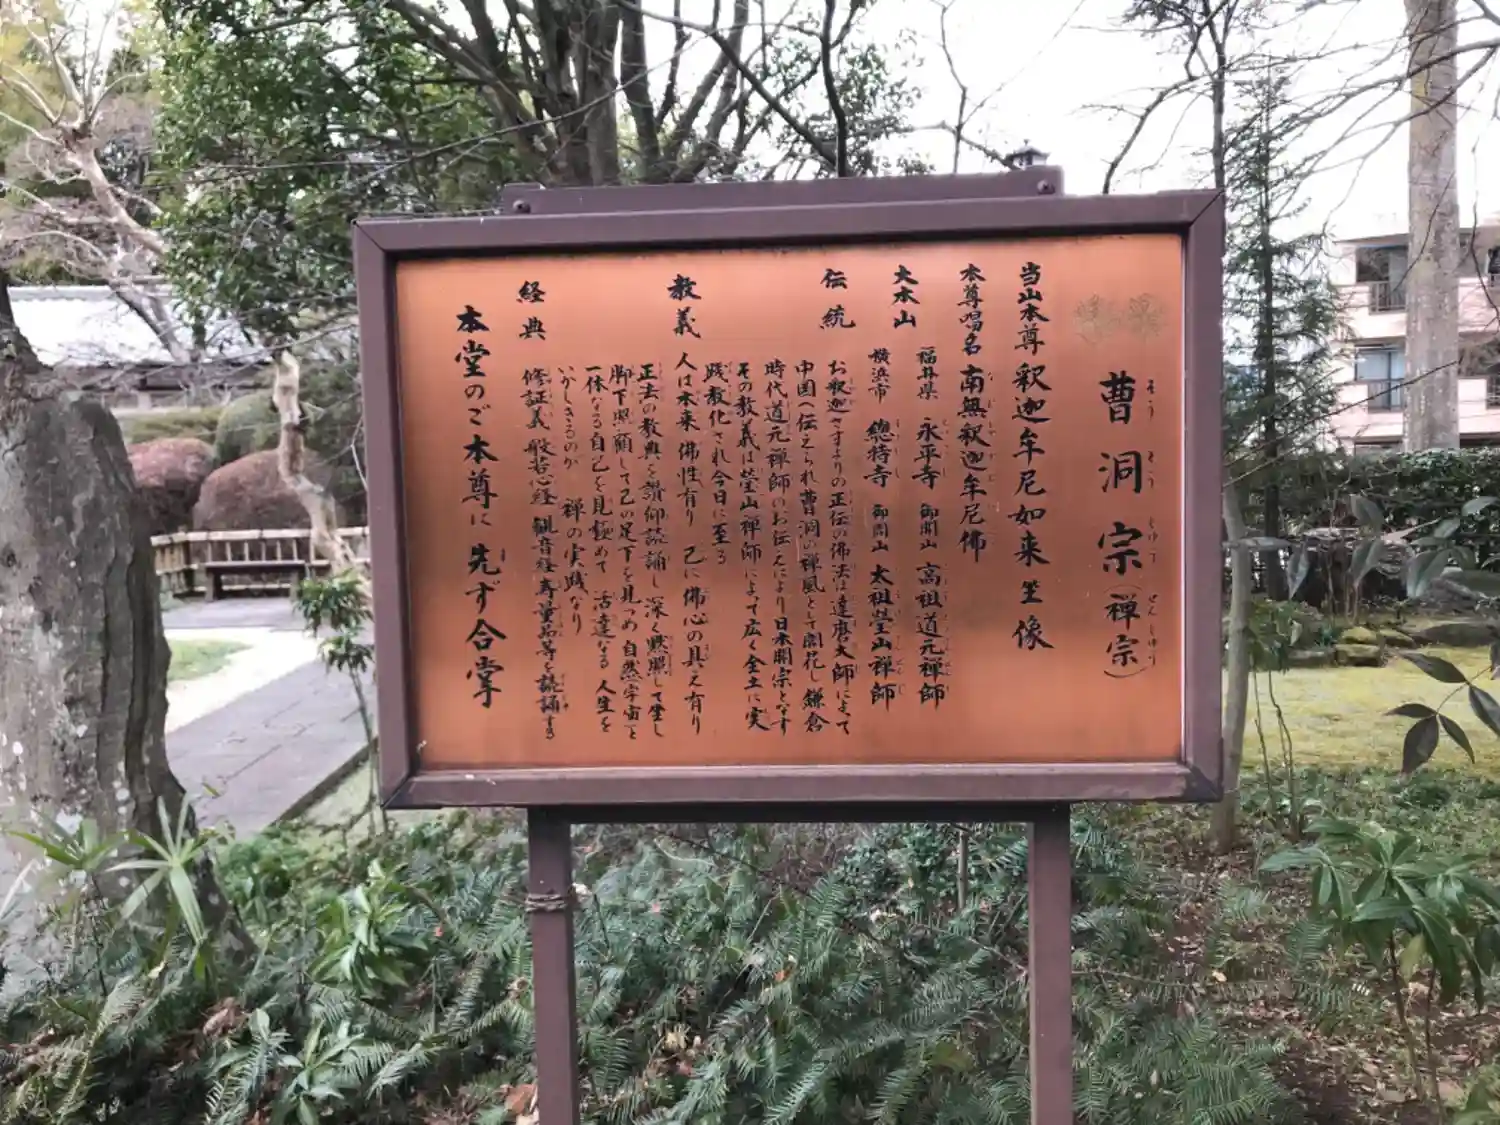 曹洞宗(禅宗)
当山本尊 釈迦牟尼如来 坐像
本尊唱名 南無釈迦牟尼佛
大本山 福井県 永平寺 御開山 高祖道元禅師
横浜市 總持寺 御開山 太祖瑩山禅師
伝統 お釈迦さまよりの正伝の佛法は達磨大師によって
中国へ伝えられ曹洞の禅風として開花し鎌倉
時代道元禅師のお伝えにより日本開宗となす
その教義は瑩山禅師によって広く全土に実
践教化され今日に至る
教義 人は本来佛性有り 己に佛心の具え有り
正法の教典を讃仰読誦し深く黙照して坐し
脚下照顧して己の足下を見つめ自然宇宙と
一体なる自己を見極めて 活達なる人生を
いかしきるのが 禅の実践なり
経典 修証義 般若心経 観音経 寿量品等を読誦する
本堂のご本尊に先ず合掌